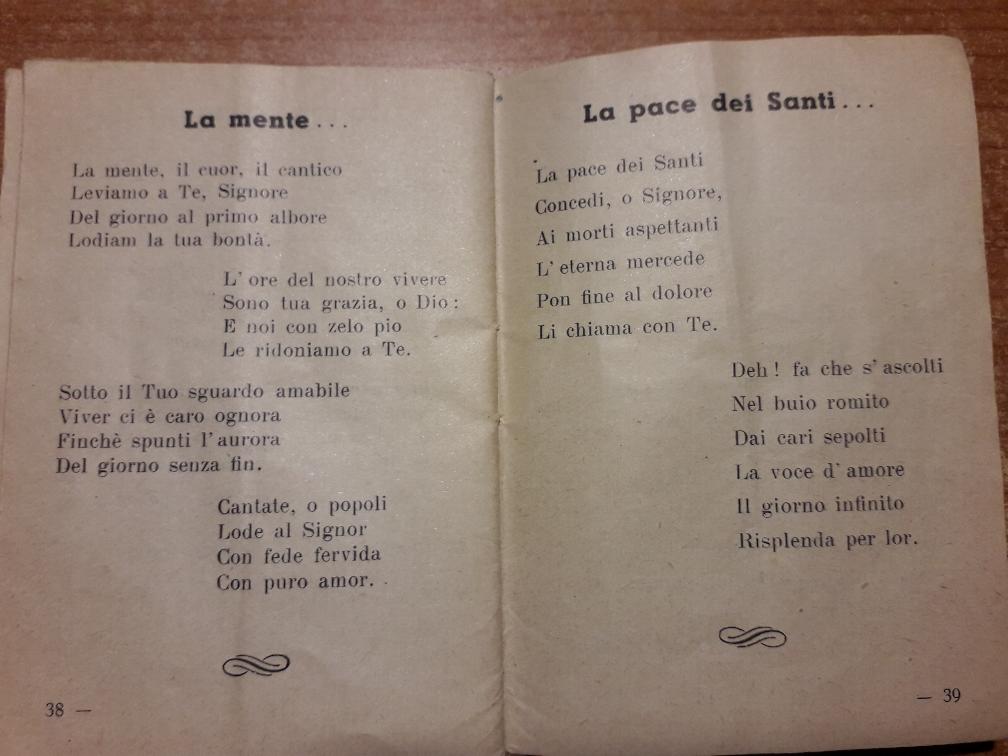 La mente...
La mente, il cuor, il cantico
Leviamo a Te, Signore
Del giorno al primo albore
Lodiam la tua bontà.
L' ore del nostro vivere
Sono tua grazia, o Dio :
E noi con zelo pio
Le ridoniamo a Te.
Sotto il Tuo sguardo amabile
Viver ci è caro ognora
Finchè spunti l'aurora
Del giorno senza fin.
Cantate, o popoli
Lode al Signor
Con fede fervida
Con puro amor.
38 —
La pace dei Santi...
La pace dei Santi
Concedi, o Signore,
Ai morti aspettanti
L' eterna mercede
Pon fine al dolore
Li chiama con Te.
Deh ! fa che s' ascolti
Nel buio romito
Dai cari sepolti
La voce d' amore
Il giorno infinito
Risplenda per lor.
— 39